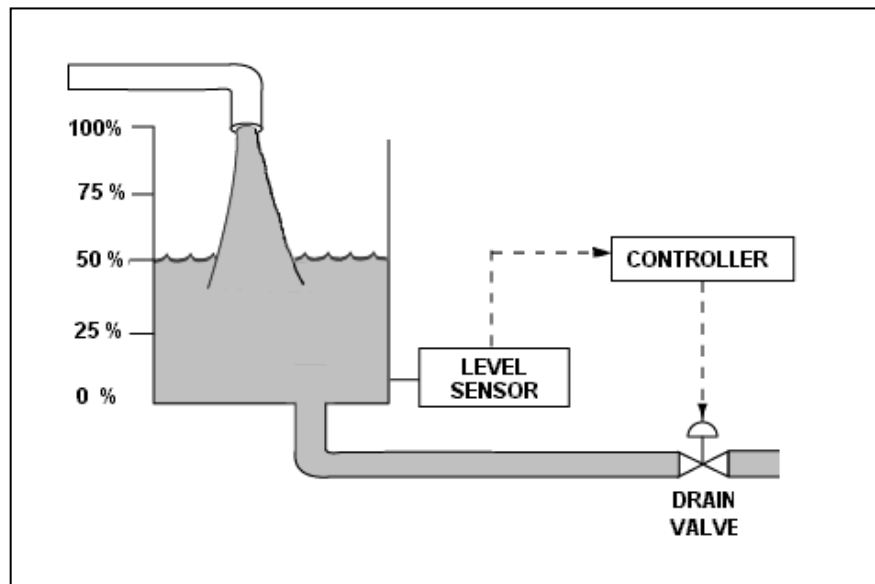 100%
75 %
50 %
25 %
0 %
CONTROLLER
LEVEL
SENSOR
DRAIN
VALVE